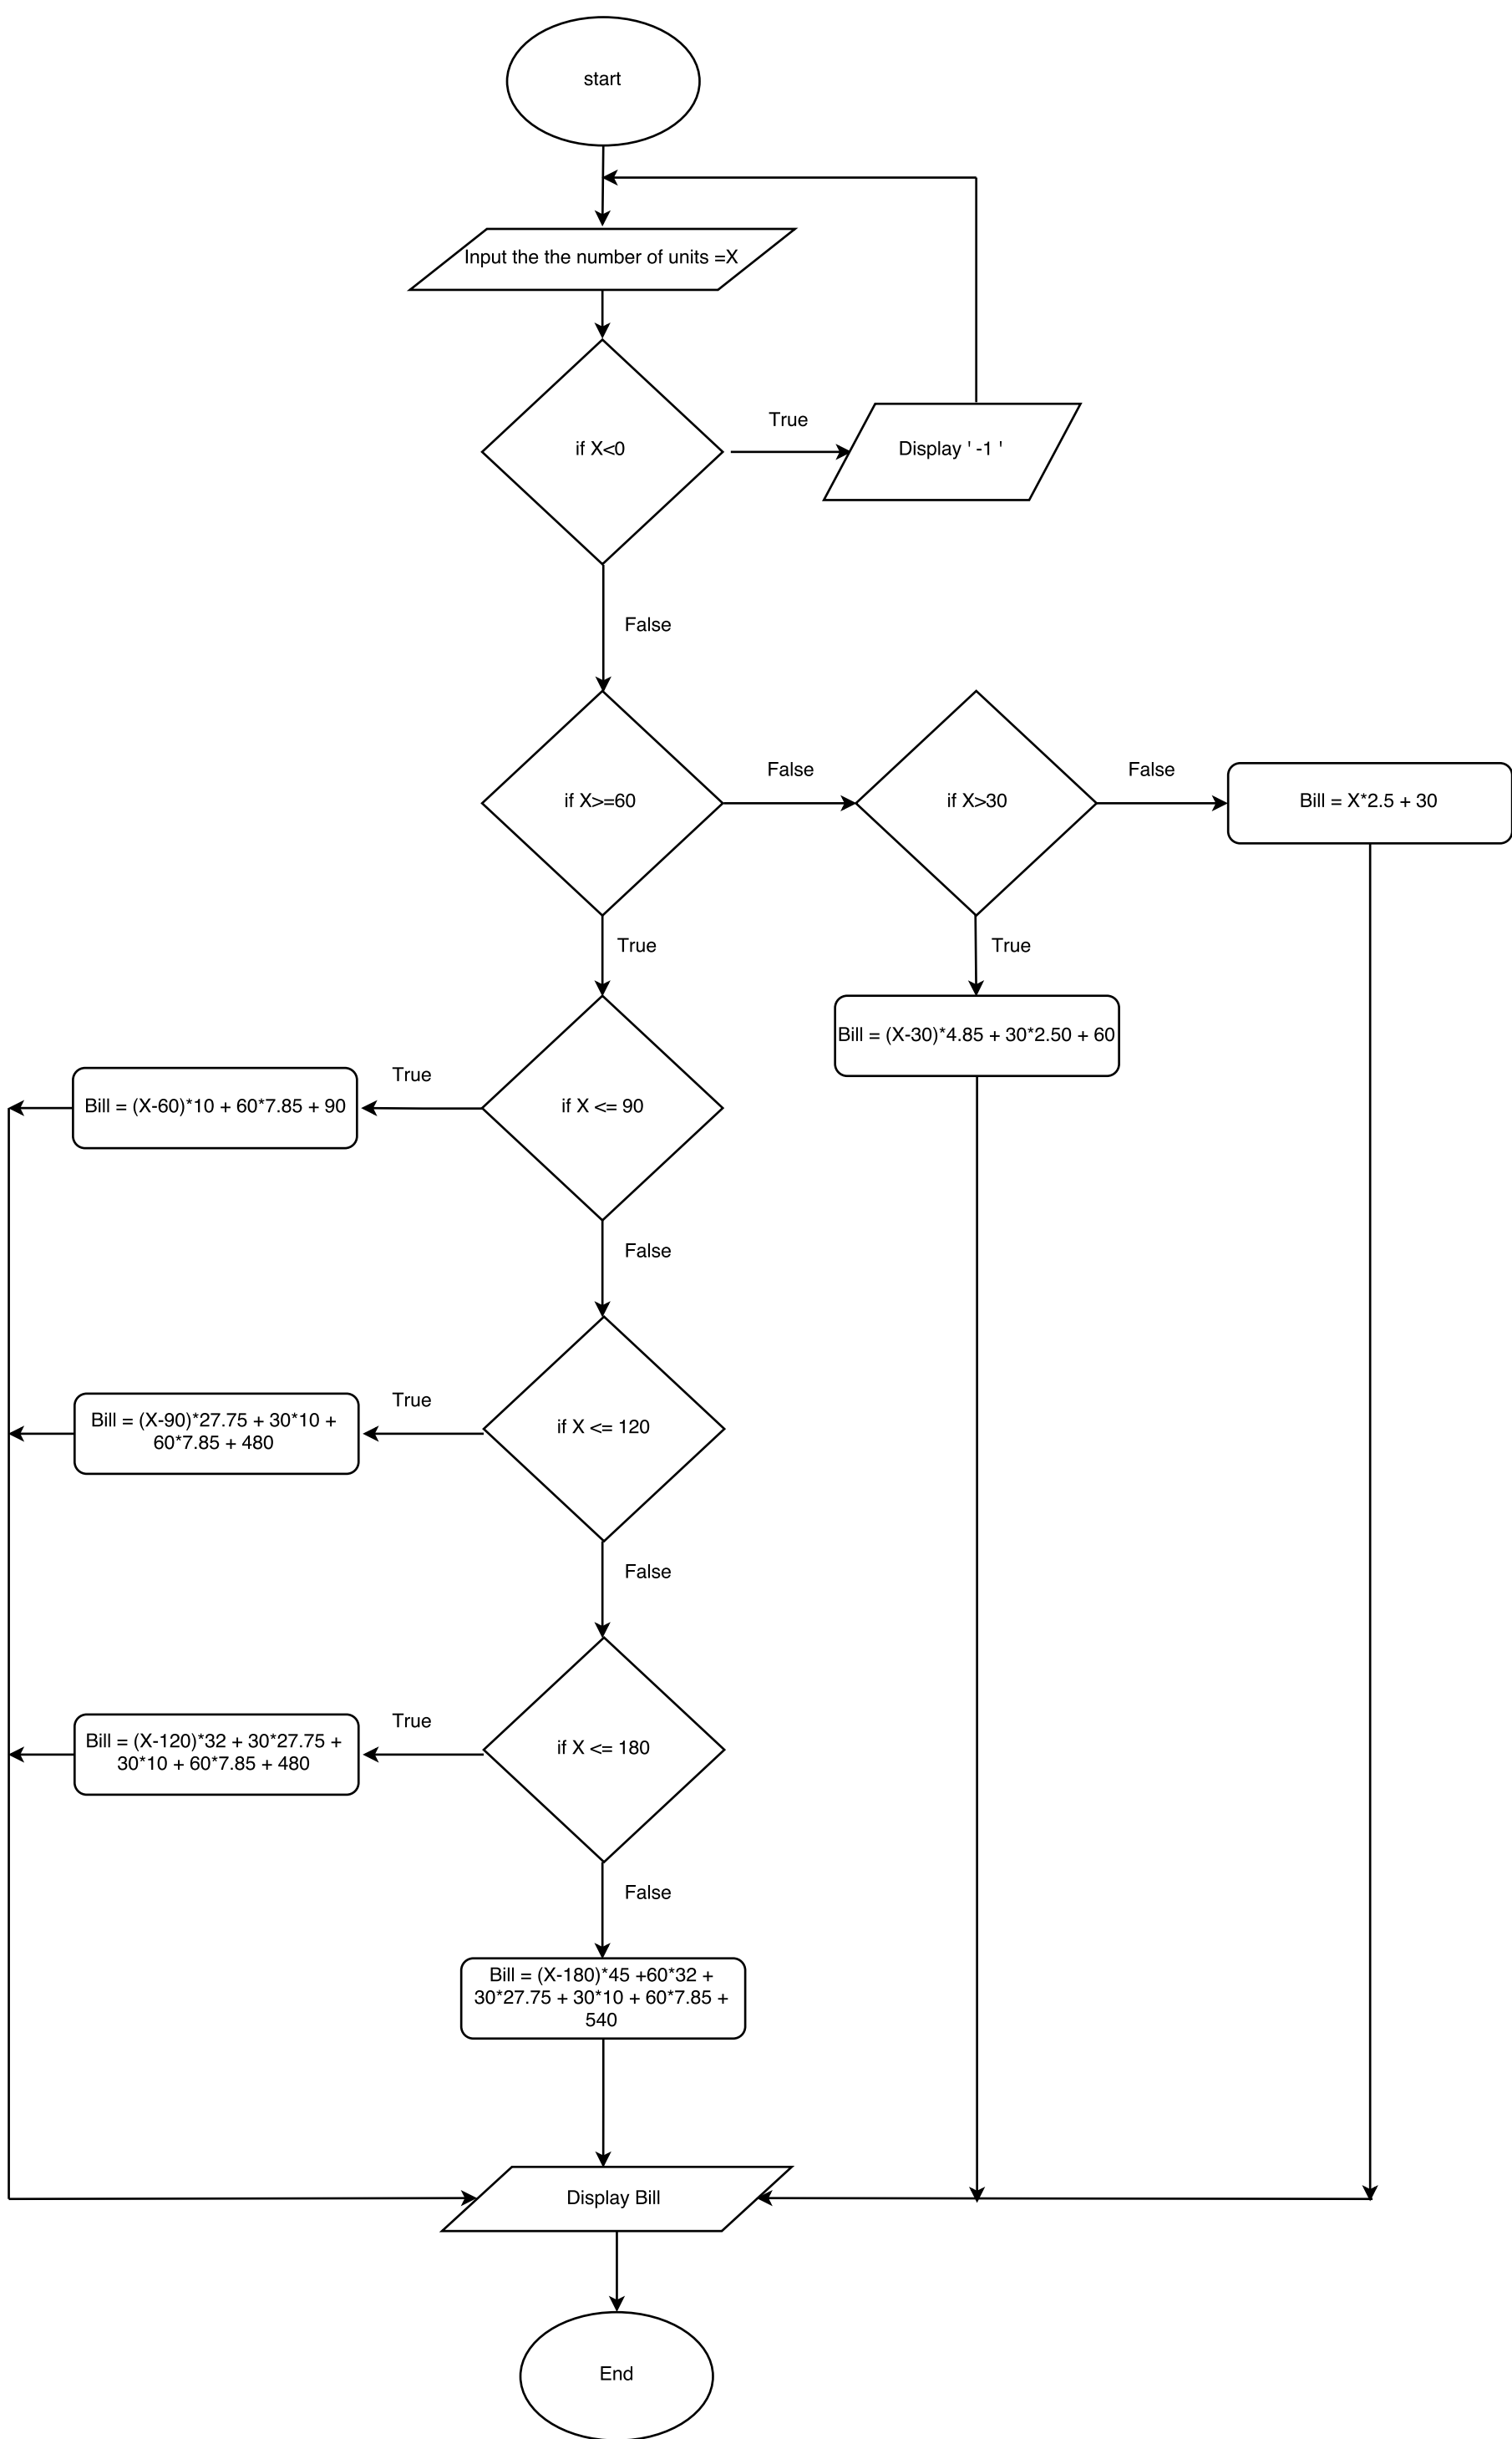 start
Input the the number of units =X
if X<0
True
Display ' -1 '
False
if X>=60
False
if X>30
False
Bill = X*2.5 + 30
True
True
Bill = (X-30)*4.85 + 30*2.50 + 60
if X <= 90
True
Bill = (X-60)*10 + 60*7.85 + 90
False
if X <= 120
True
Bill = (X-90)*27.75 + 30*10 +
60*7.85 + 480
False
if X <= 180
True
Bill = (X-120)*32 + 30*27.75 +
30*10 + 60*7.85 + 480
False
Bill = (X-180)*45 +60*32 +
30*27.75 + 30*10 + 60*7.85 +
540
Display Bill
End